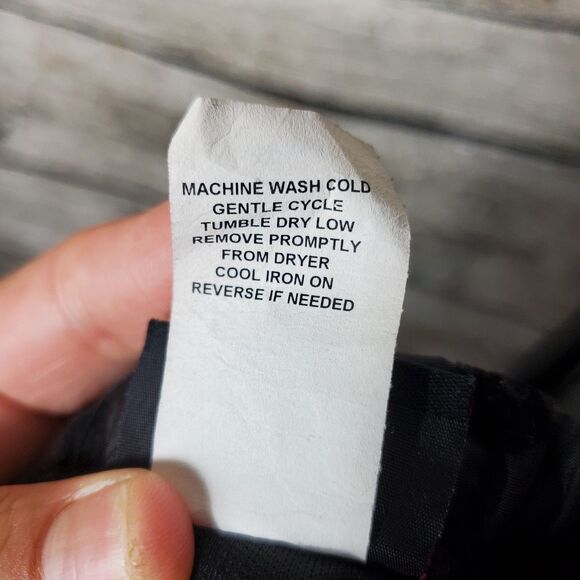 MACHINE WASH COLD
GENTLE CYCLE
TUMBLE DRY LOW
REMOVE PROMPTLY
FROM DRYER
COOL IRON ON
REVERSE IF NEEDED